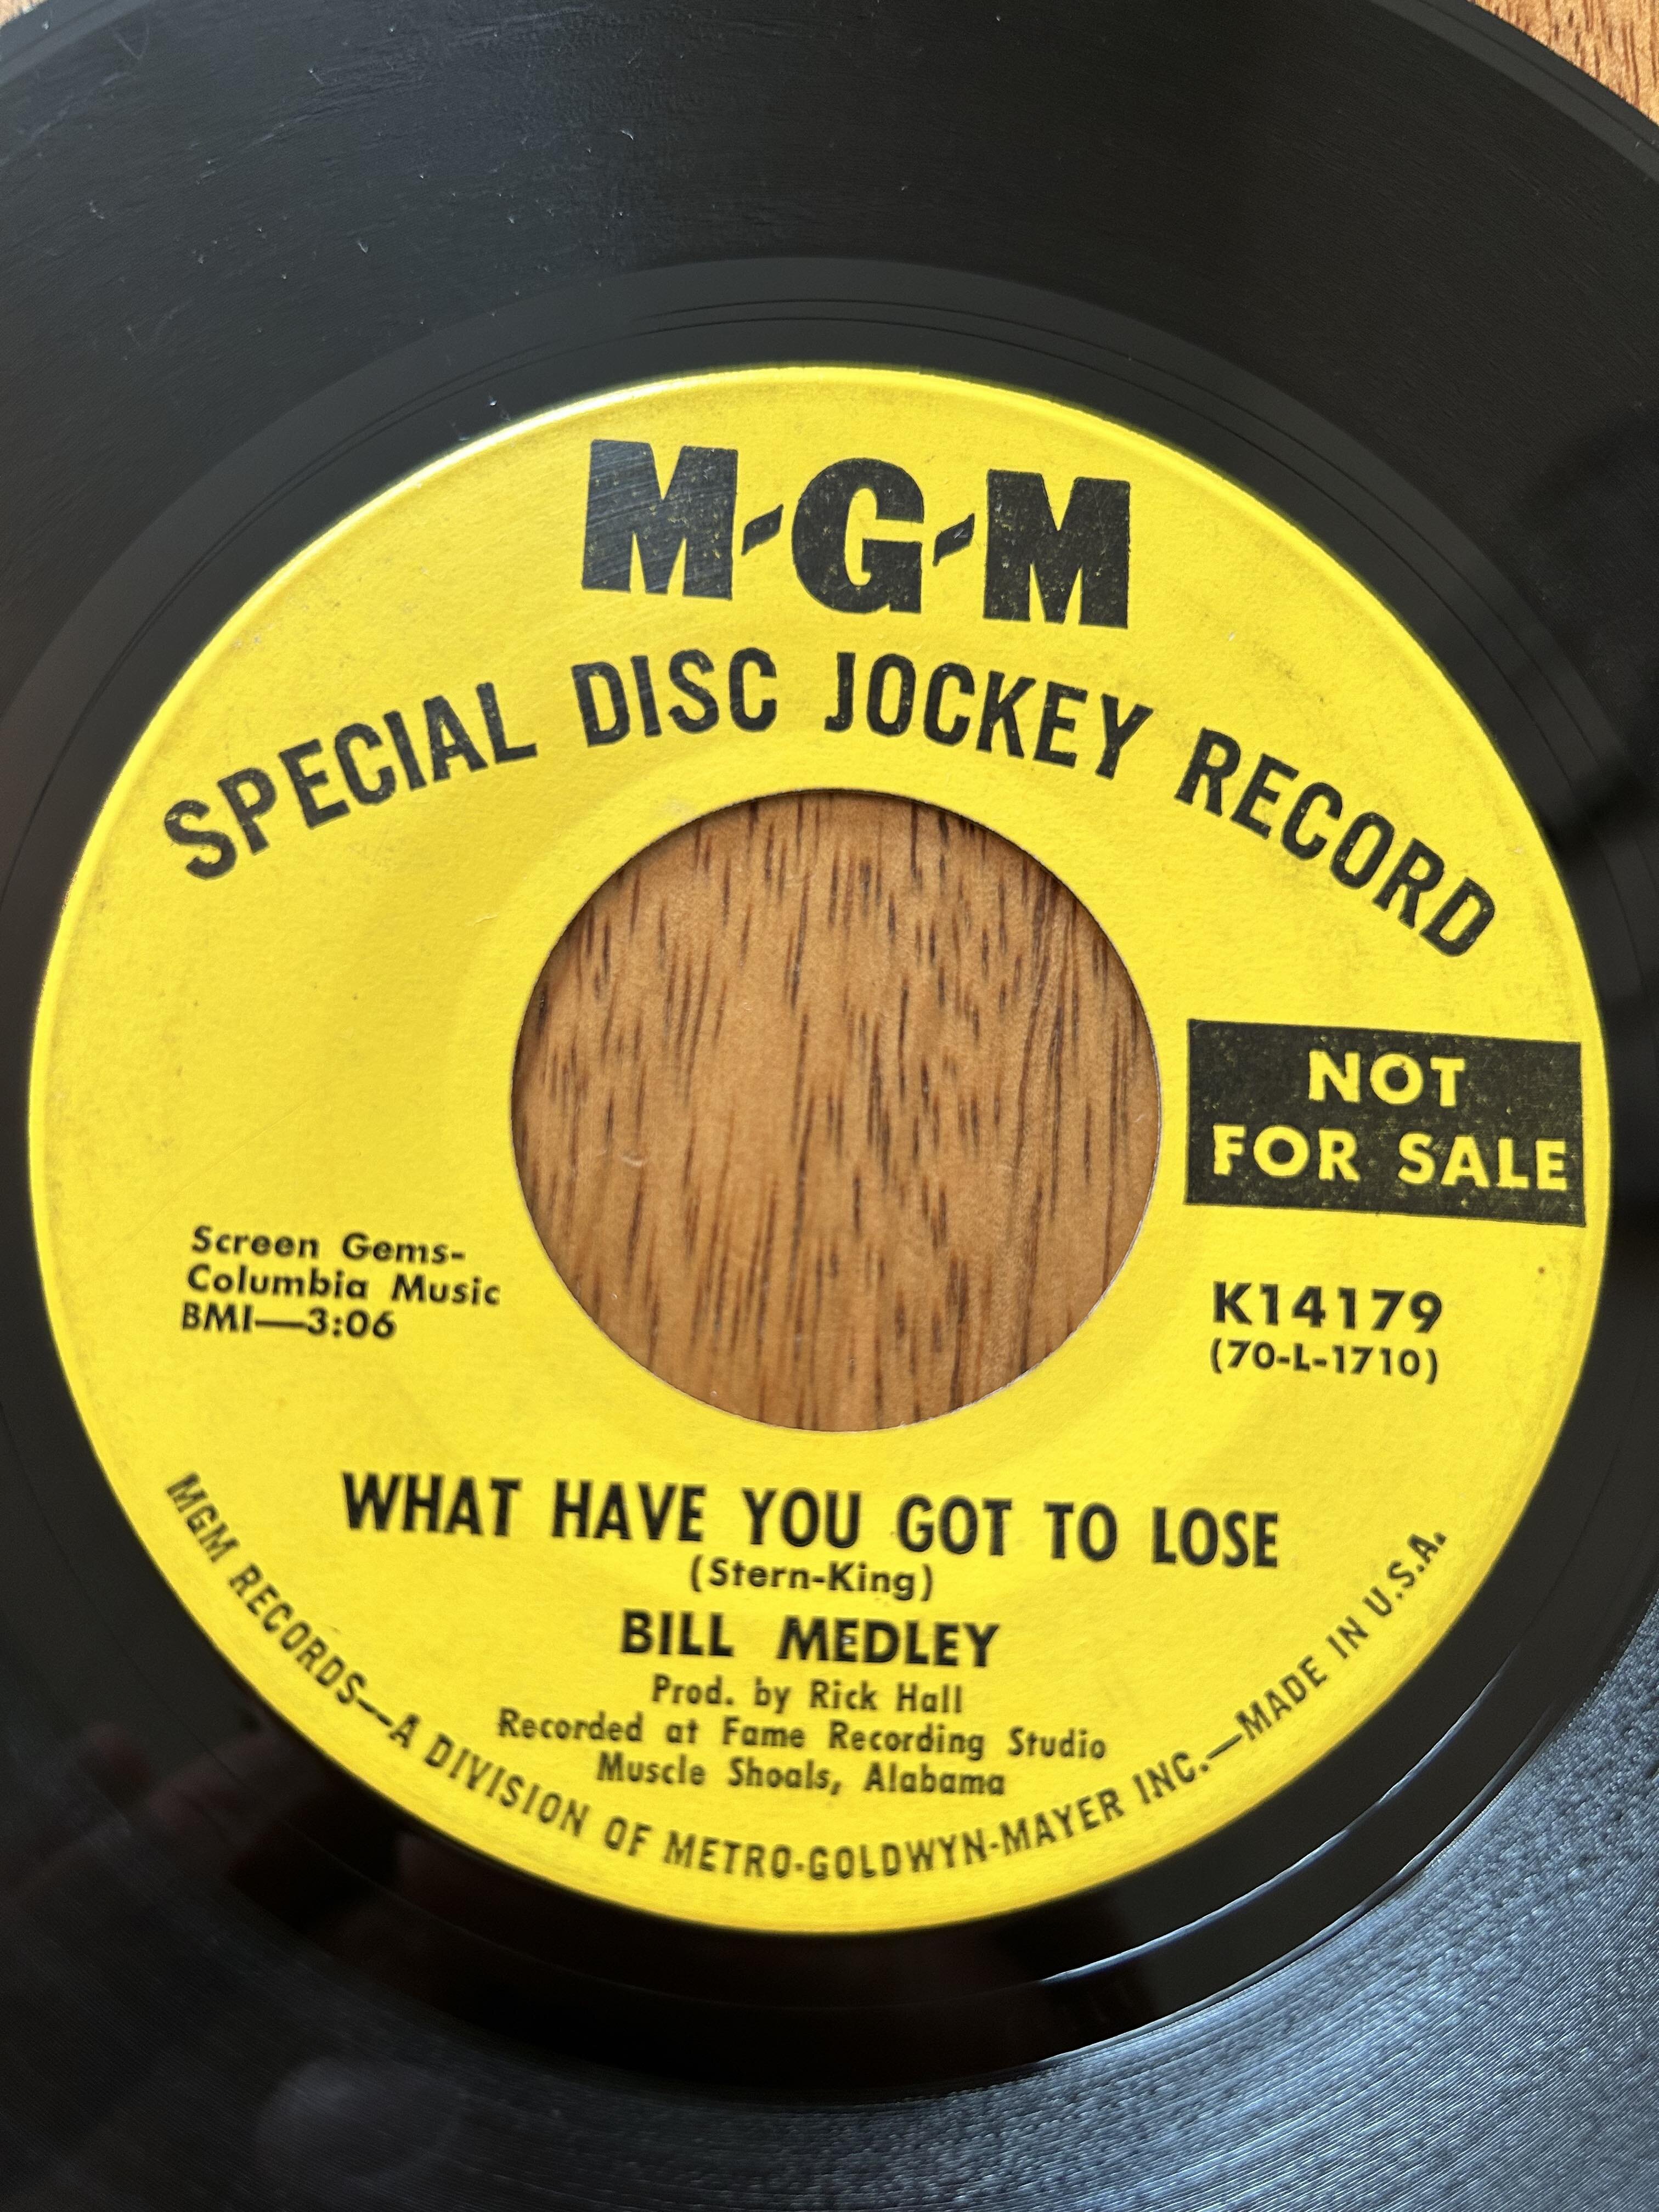 M-G-M
SPECIAL DISC JOCKEY RECORD
NOT
FOR SALE
Screen Gems-
Columbia Music
BMI—3:06
K14179
(70-L-1710)
WHAT HAVE YOU GOT TO LOSE
(Stern-King)
BILL MEDLEY
Prod. by Rick Hall
Recorded at Fame Recording Studio
Muscle Shoals, Alabama
MGM RECORDS—A DIVISION OF METRO-GOLDWYN-MAYER INC.—MADE IN U.S.A.